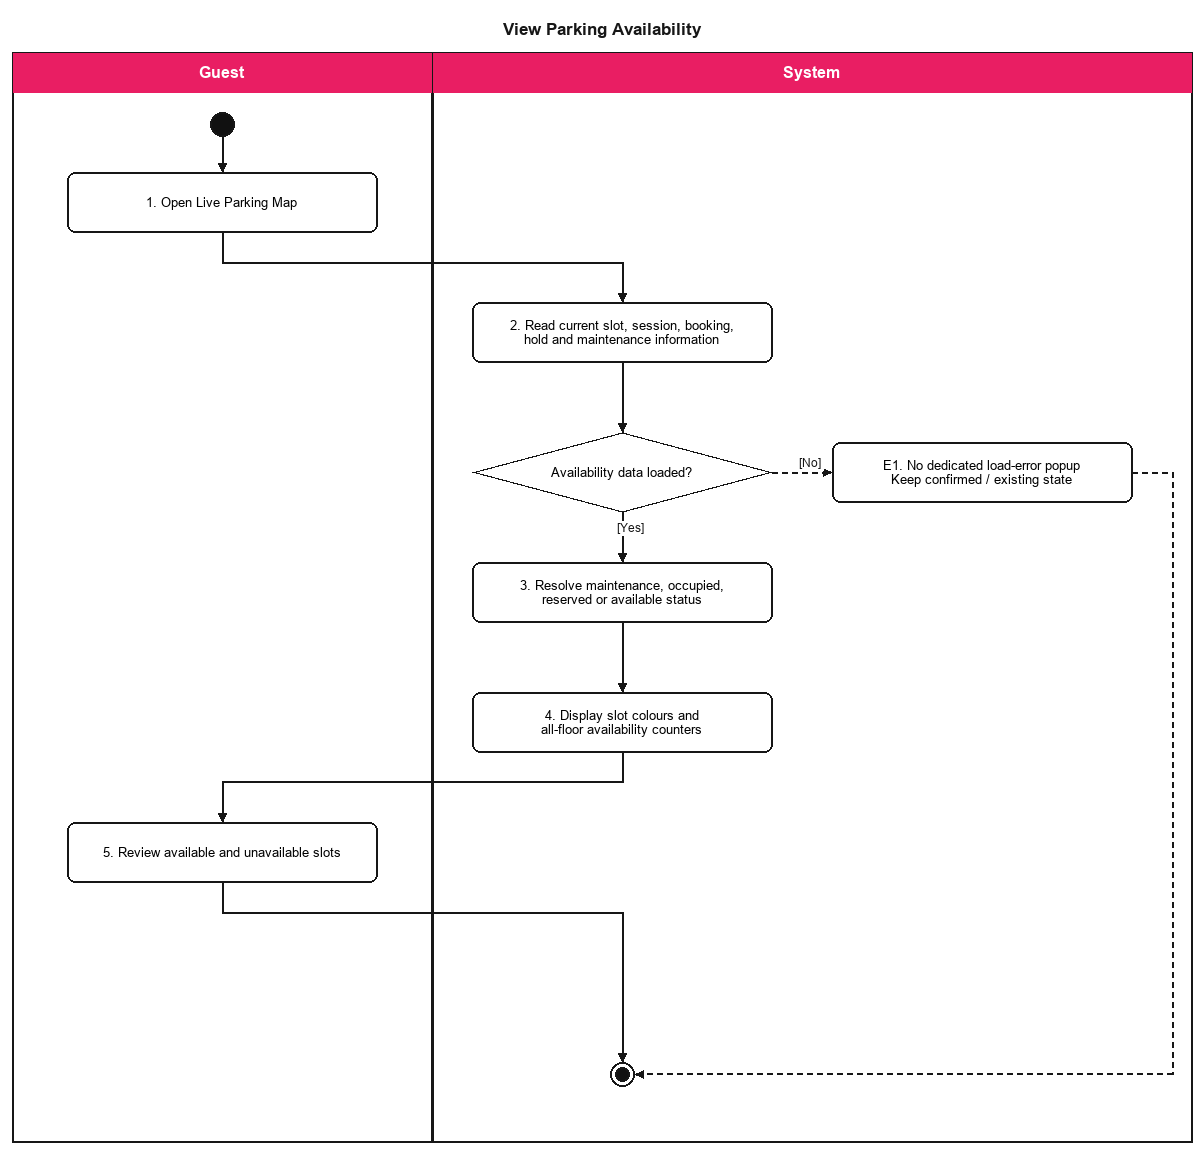 View Parking Availability
Guest
System
1. Open Live Parking Map
2. Read current slot, session, booking,
hold and maintenance information
Availability data loaded?
[No]
E1. No dedicated load-error popup
Keep confirmed / existing state
[Yes]
3. Resolve maintenance, occupied,
reserved or available status
4. Display slot colours and
all-floor availability counters
5. Review available and unavailable slots